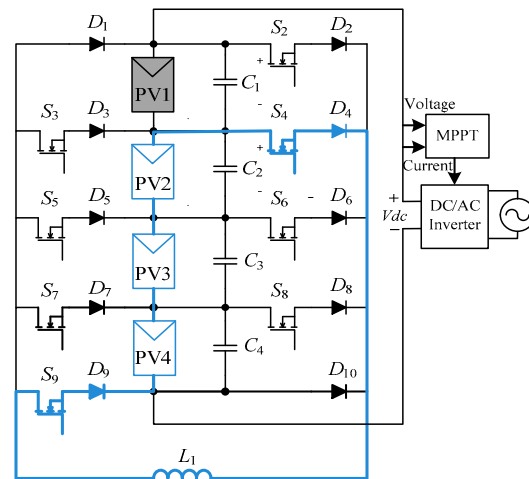 D1
S2
D2
PV1
C1
+
-
S3
D3
S4
D4
Voltage
MPPT
Current
PV2
C2
+
-
-
S5
D5
S6
D6
+
Vdc
−
DC/AC
Inverter
PV3
C3
S7
D7
S8
D8
PV4
C4
S9
D9
D10
L1